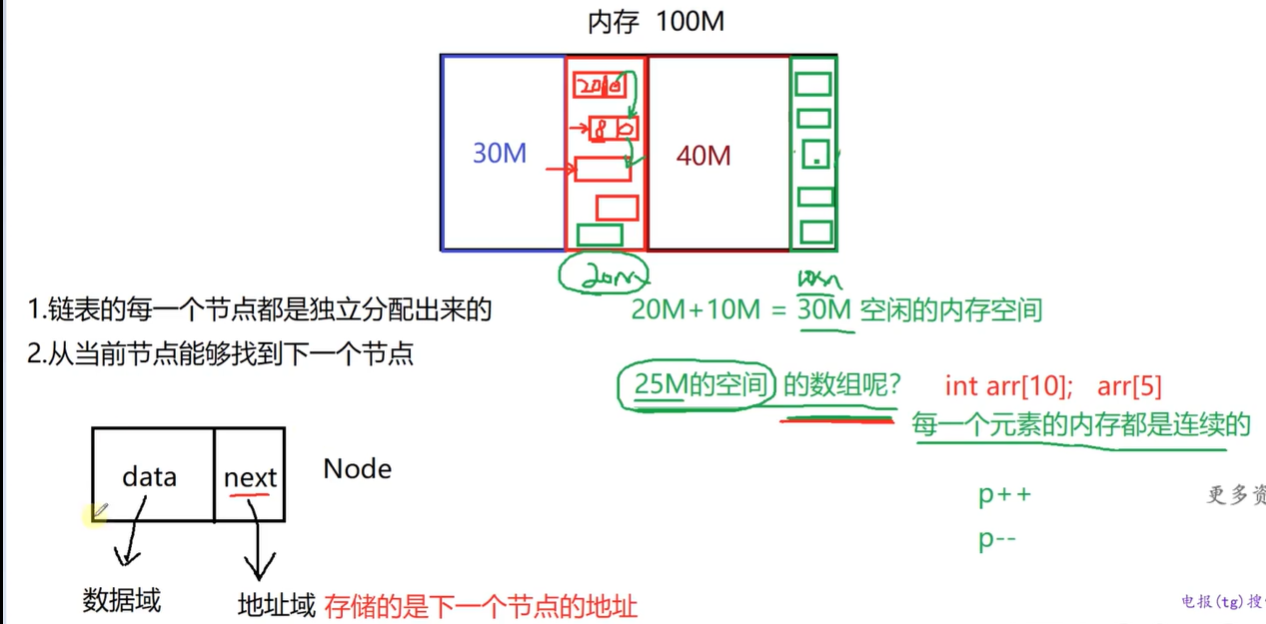 内存 100M
30M
20
8
40M
20M
10M
1.链表的每一个节点都是独立分配出来的
20M+10M = 30M 空闲的内存空间
2.从当前节点能够找到下一个节点
25M的空间 的数组呢? int arr[10]; arr[5]
每一个元素的内存都是连续的
data next Node
p++
更多资
p--
数据域 地址域 存储的是下一个节点的地址
电报(tg)搜